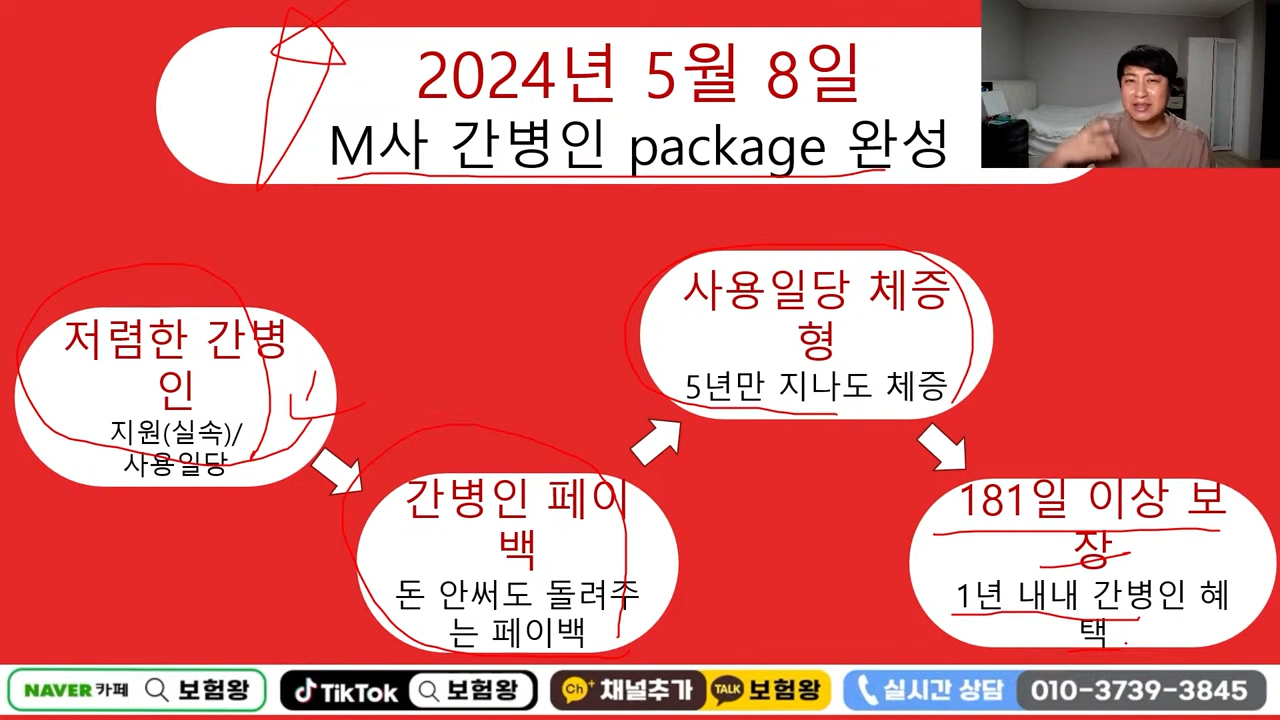 2024년 5월 8일
M사 간병인 package 완성
저렴한 간병
인
지원(실속)/
사용일당
간병인 페이
백
돈 안써도 돌려주
는 페이백
사용일당 체증
형
5년만 지나도 체증
181일 이상 보
장
1년 내내 간병인 혜
택
NAVER 카페 보험왕
TikTok 보험왕
Ch+ 채널추가 TALK 보험왕
실시간 상담 010-3739-3845